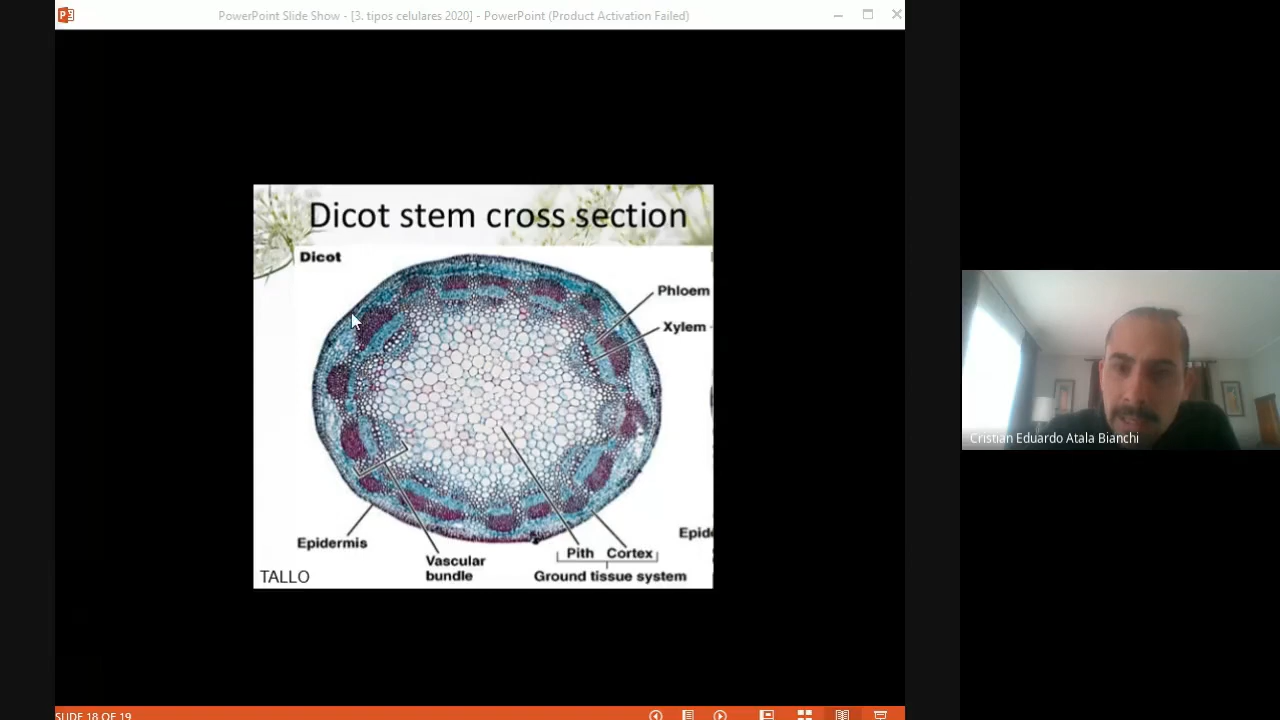 PowerPoint Slide Show - [3. tipos celulares 2020] - PowerPoint (Product Activation Failed)
Dicot stem cross section
Dicot
Phloem
Xylem
Epidermis
Vascular
bundle
Pith Cortex
Ground tissue system
Epide
TALLO
Cristian Eduardo Atala Bianchi
SLIDE 18 OF 19